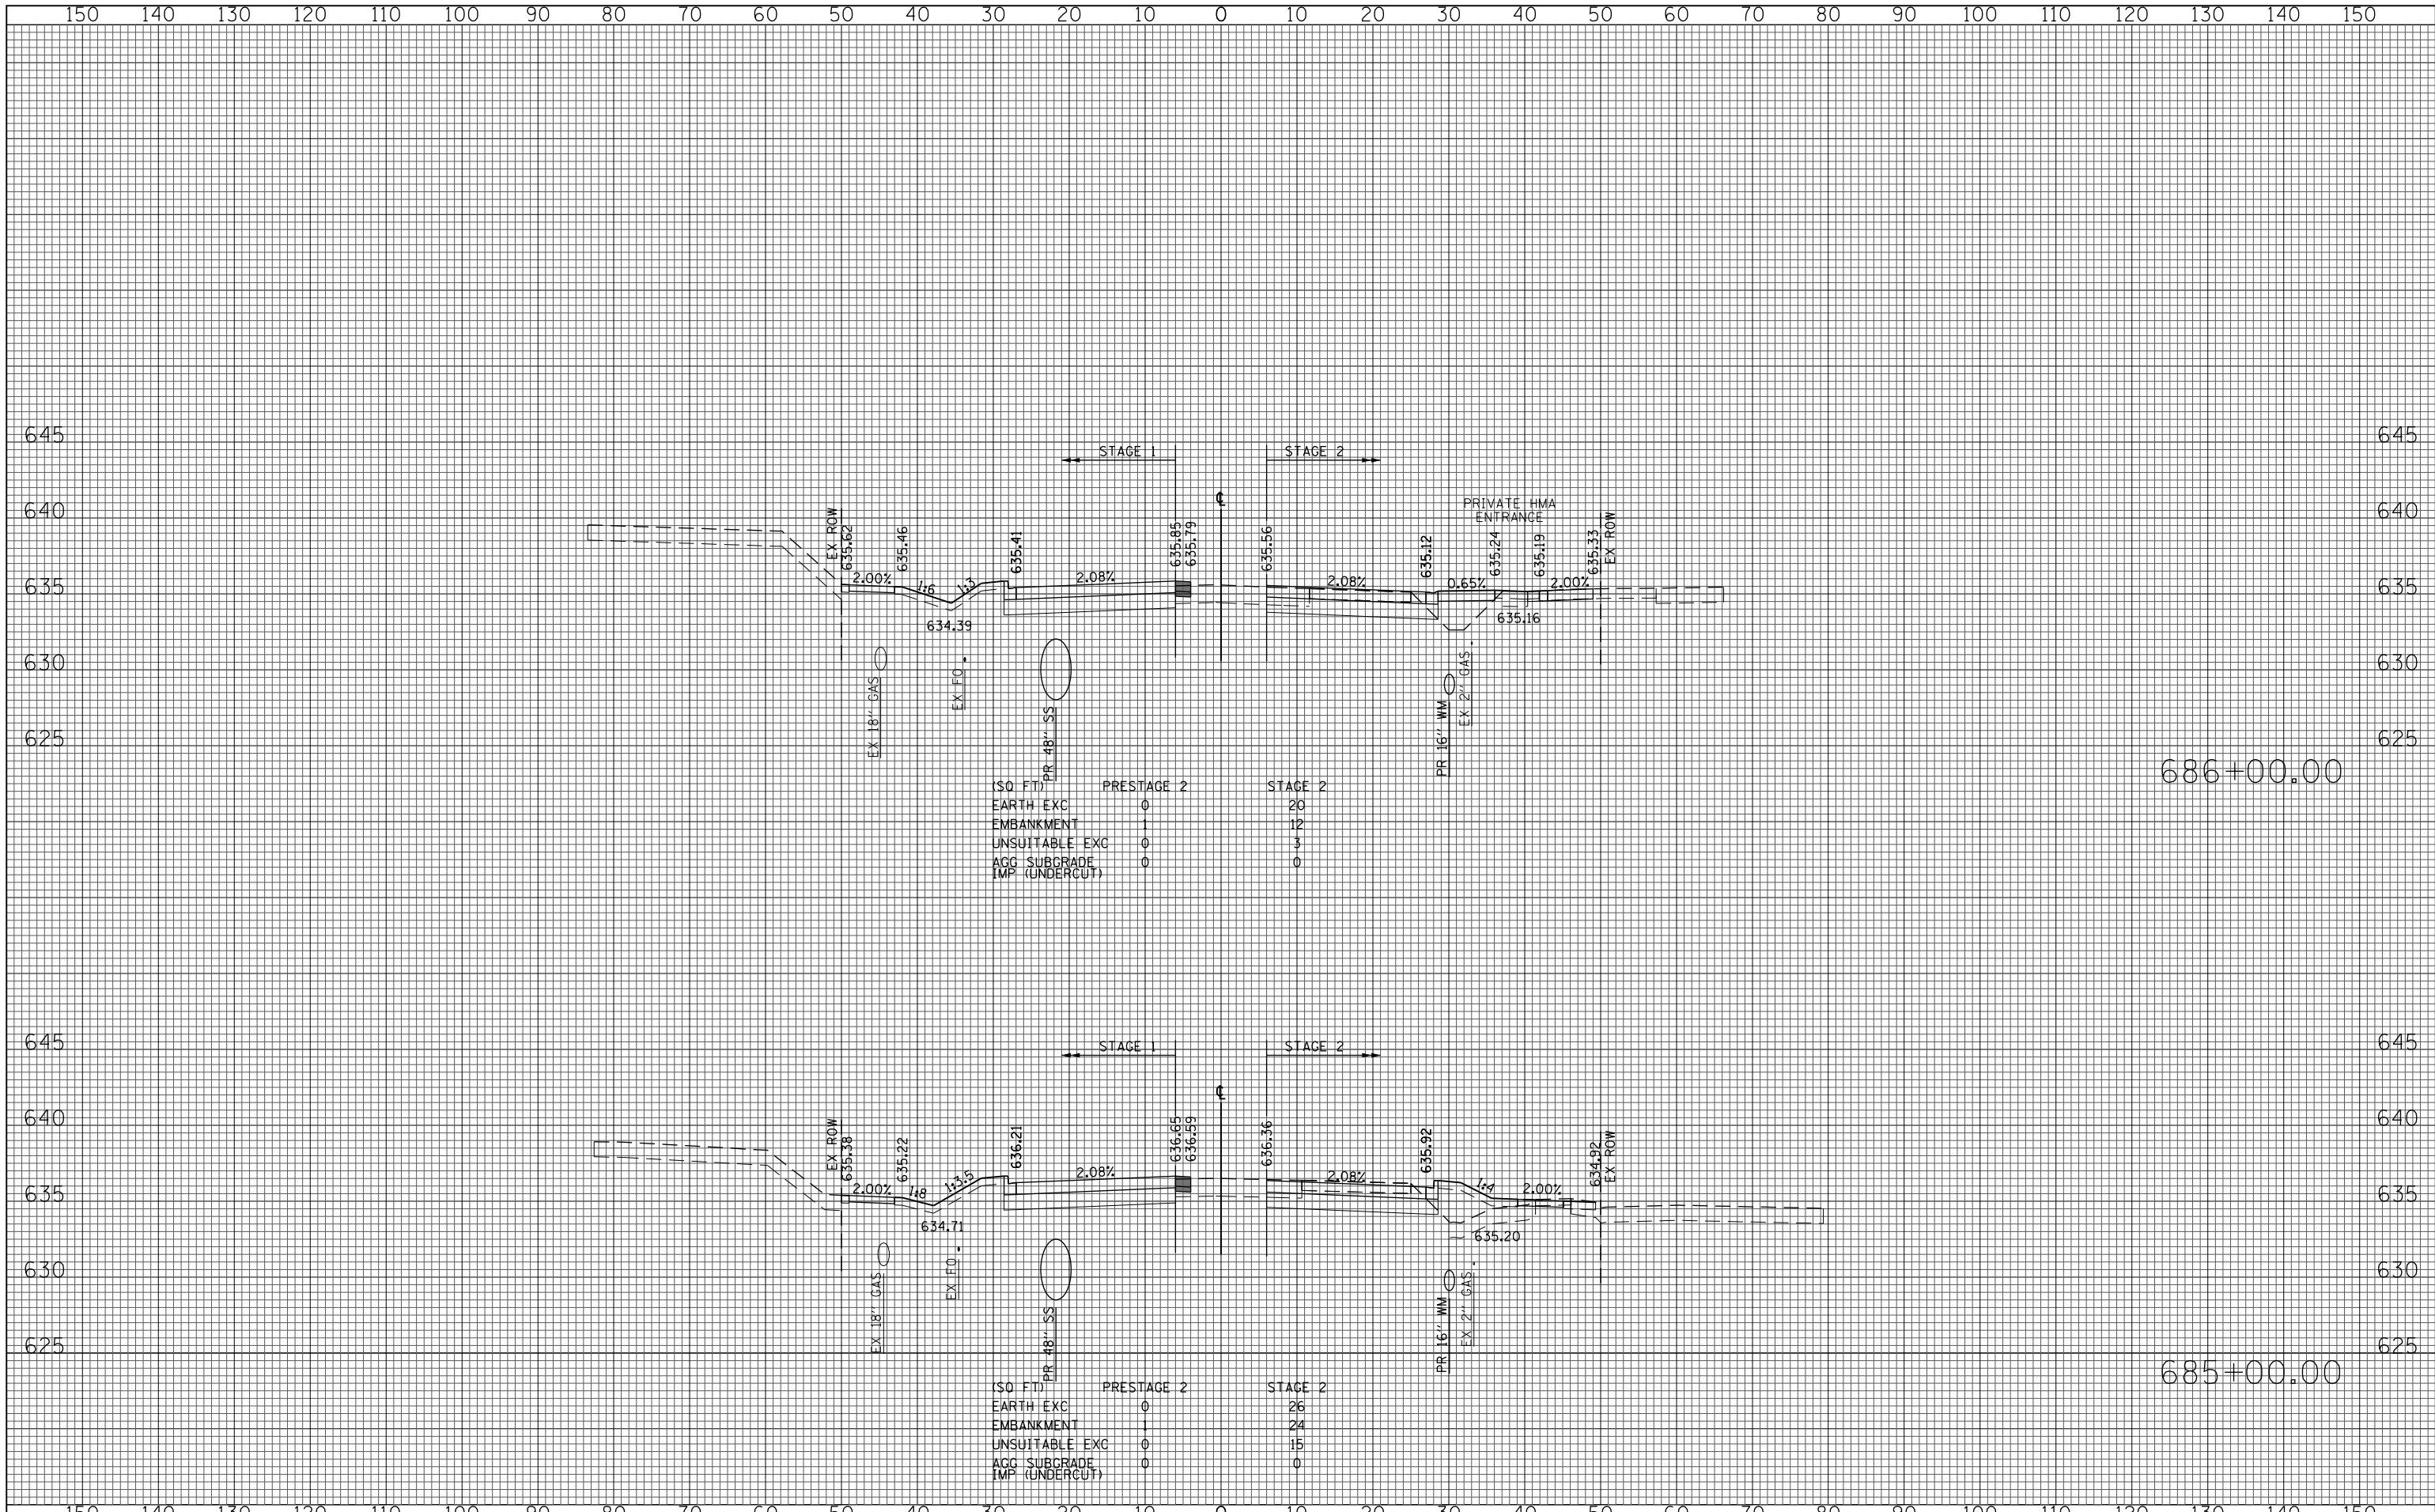 150 140 130 120 110 100 90 80 70 60 50 40 30 20 10 0 10 20 30 40 50 60 70 80 90 100 110 120 130 140 150
645 645
STAGE 1 STAGE 2
640 640
℄
PRIVATE HMA
ENTRANCE
EX ROW
635.62
635.46
635.41
635.85
635.79
635.56
635.12
635.24
635.19
635.33
EX ROW
635 635
2.00% 1:6 1:3 2.08% 2.08% 0.65% 2.00%
634.39
635.16
630 630
EX 18" GAS
EX FO
PR 48" SS
PR 16" WM
EX 2" GAS
625 625
686+00.00
(SQ FT) PRESTAGE 2 STAGE 2
EARTH EXC 0 20
EMBANKMENT 1 12
UNSUITABLE EXC 0 3
AGG SUBGRADE 0 0
IMP (UNDERCUT)
645 645
STAGE 1 STAGE 2
640 640
℄
EX ROW
635.38
635.22
636.21
636.65
636.59
636.36
635.92
634.92
EX ROW
635 635
2.00% 1:8 1:3.5 2.08% 2.08% 1:4 2.00%
634.71
635.20
630 630
EX 18" GAS
EX FO
PR 48" SS
PR 16" WM
EX 2" GAS
625 625
685+00.00
(SQ FT) PRESTAGE 2 STAGE 2
EARTH EXC 0 26
EMBANKMENT 1 24
UNSUITABLE EXC 0 15
AGG SUBGRADE 0 0
IMP (UNDERCUT)
150 140 130 120 110 100 90 80 70 60 50 40 30 20 10 0 10 20 30 40 50 60 70 80 90 100 110 120 130 140 150